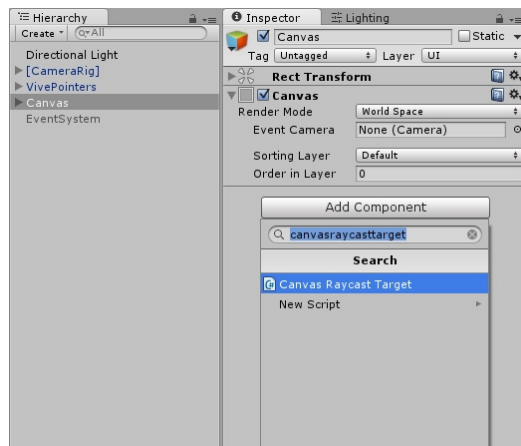 Hierarchy
Create
All
Directional Light
[CameraRig]
VivePointers
Canvas
EventSystem
Inspector
Lighting
Canvas
Static
Tag Untagged Layer UI
Rect Transform
Canvas
Render Mode World Space
Event Camera None (Camera)
Sorting Layer Default
Order in Layer 0
Add Component
canvasraycasttarget
Search
Canvas Raycast Target
New Script